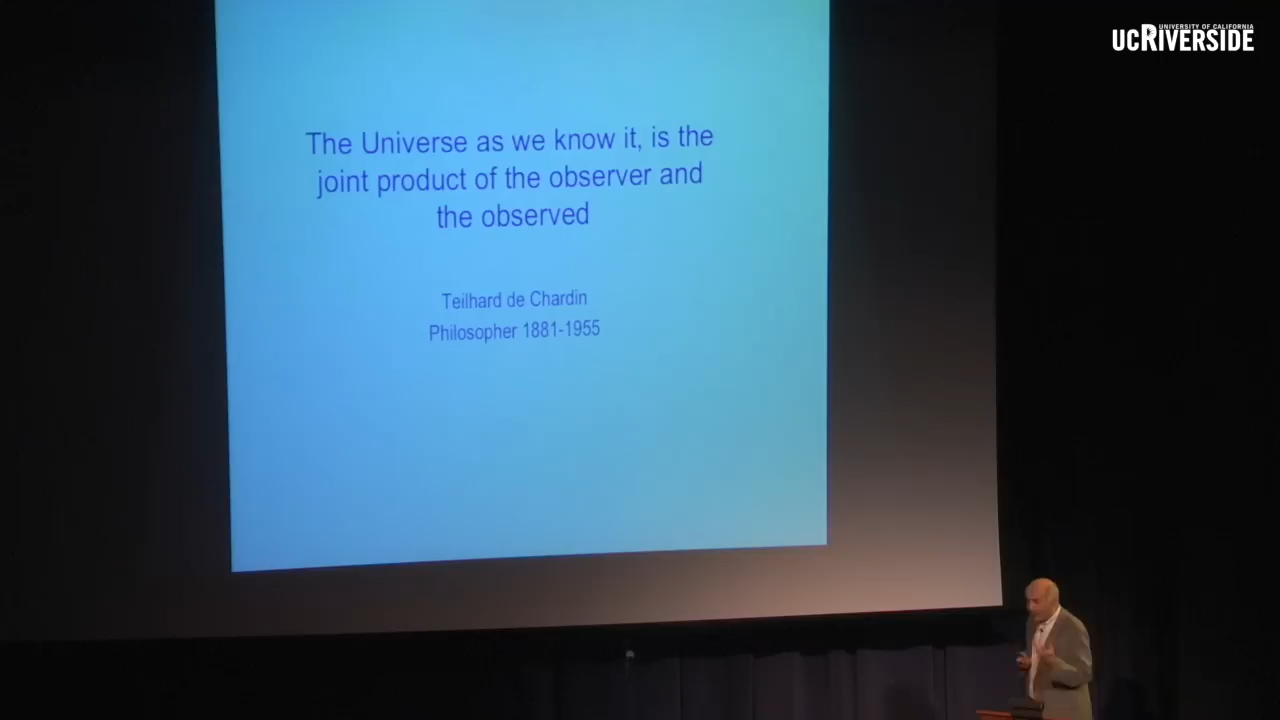 UNIVERSITY OF CALIFORNIA
UCRIVERSIDE
The Universe as we know it, is the
joint product of the observer and
the observed
Teilhard de Chardin
Philosopher 1881-1955